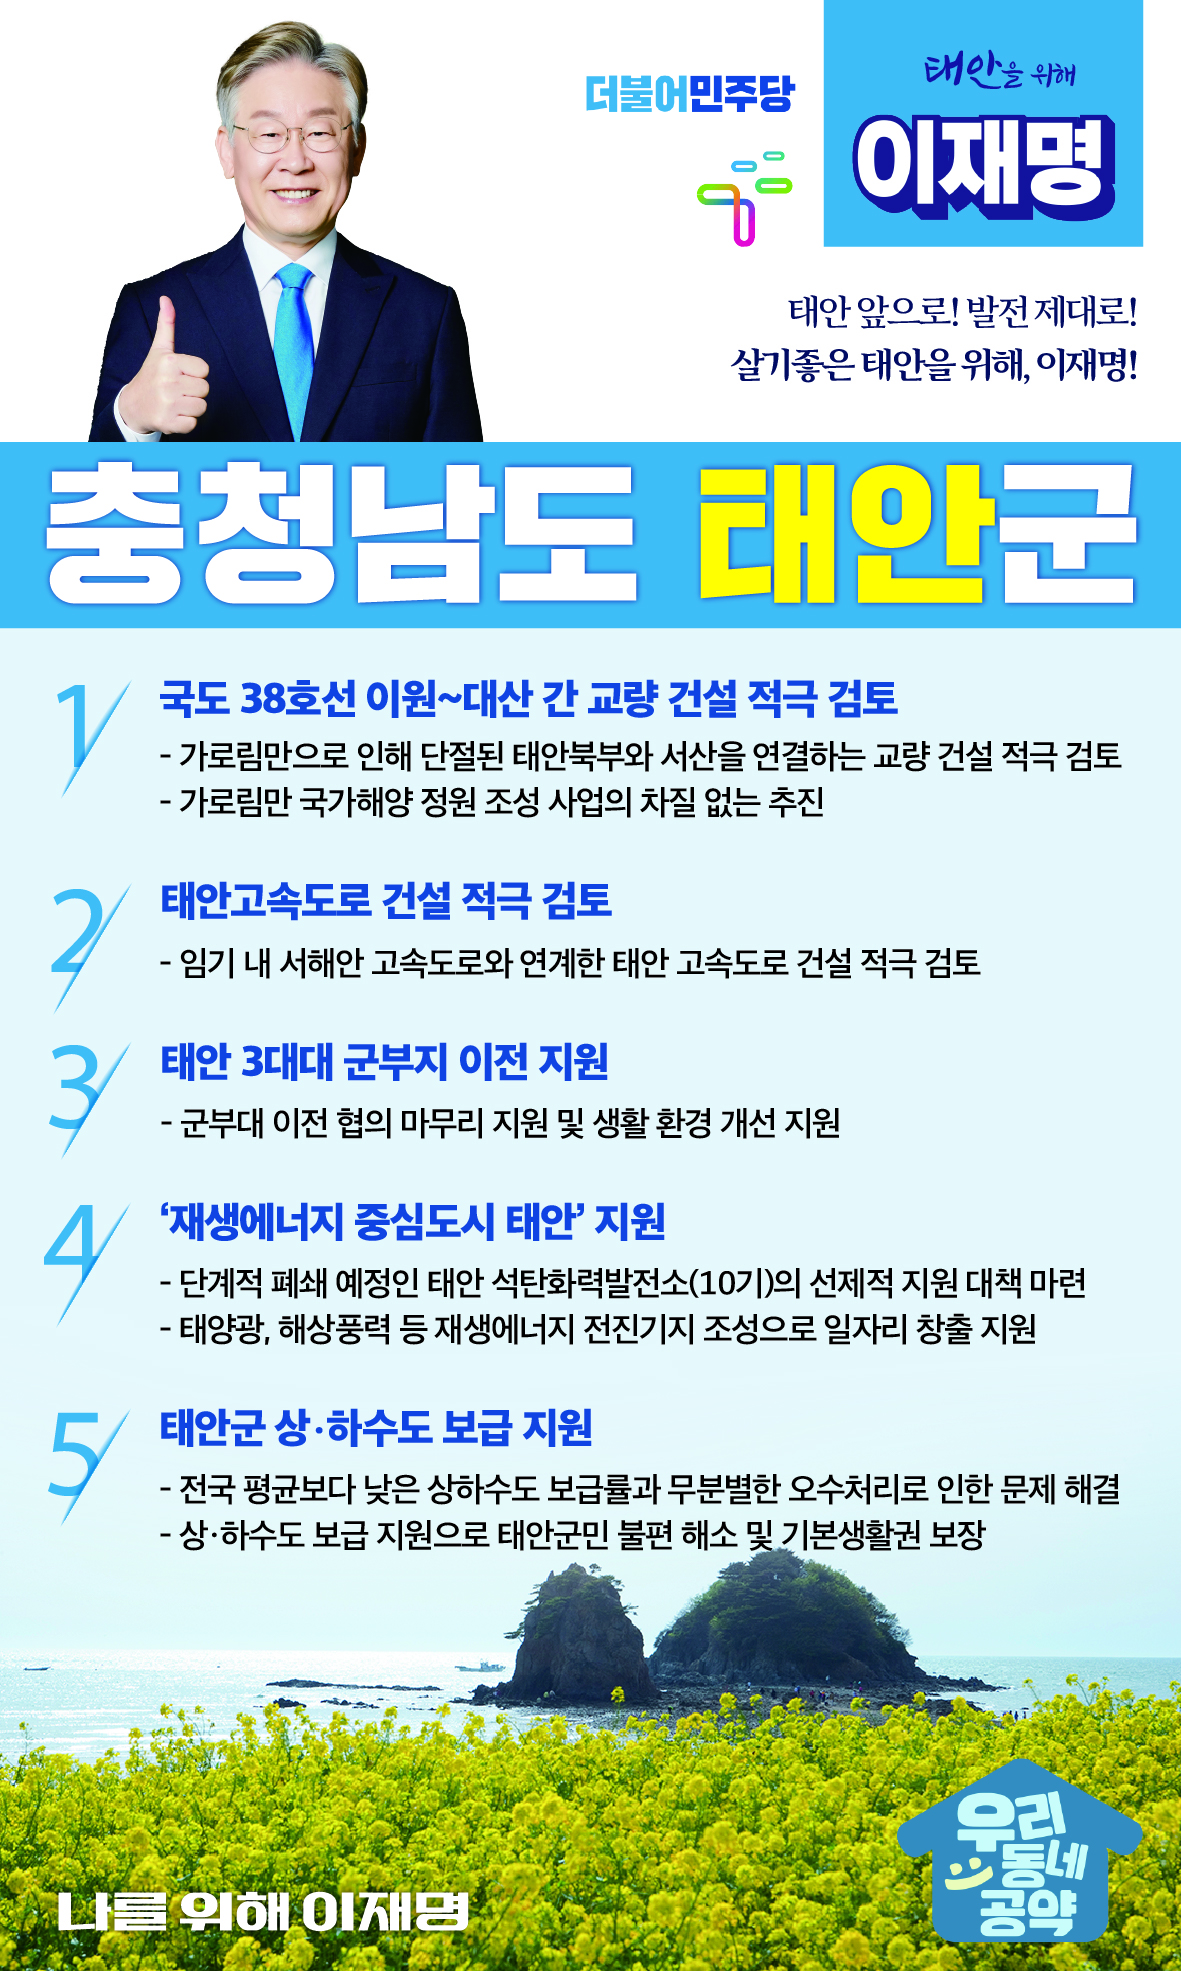 더불어민주당
태안을 위해
이재명
태안 앞으로! 발전 제대로!
살기좋은 태안을 위해, 이재명!
충청남도 태안군
1
국도 38호선 이원~대산 간 교량 건설 적극 검토
- 가로림만으로 인해 단절된 태안북부와 서산을 연결하는 교량 건설 적극 검토
- 가로림만 국가해양 정원 조성 사업의 차질 없는 추진
2
태안고속도로 건설 적극 검토
- 임기 내 서해안 고속도로와 연계한 태안 고속도로 건설 적극 검토
3
태안 3대대 군부지 이전 지원
- 군부대 이전 협의 마무리 지원 및 생활 환경 개선 지원
4
‘재생에너지 중심도시 태안’ 지원
- 단계적 폐쇄 예정인 태안 석탄화력발전소(10기)의 선제적 지원 대책 마련
- 태양광, 해상풍력 등 재생에너지 전진기지 조성으로 일자리 창출 지원
5
태안군 상·하수도 보급 지원
- 전국 평균보다 낮은 상하수도 보급률과 무분별한 오수처리로 인한 문제 해결
- 상·하수도 보급 지원으로 태안군민 불편 해소 및 기본생활권 보장
우리
동네
공약
나를 위해 이재명